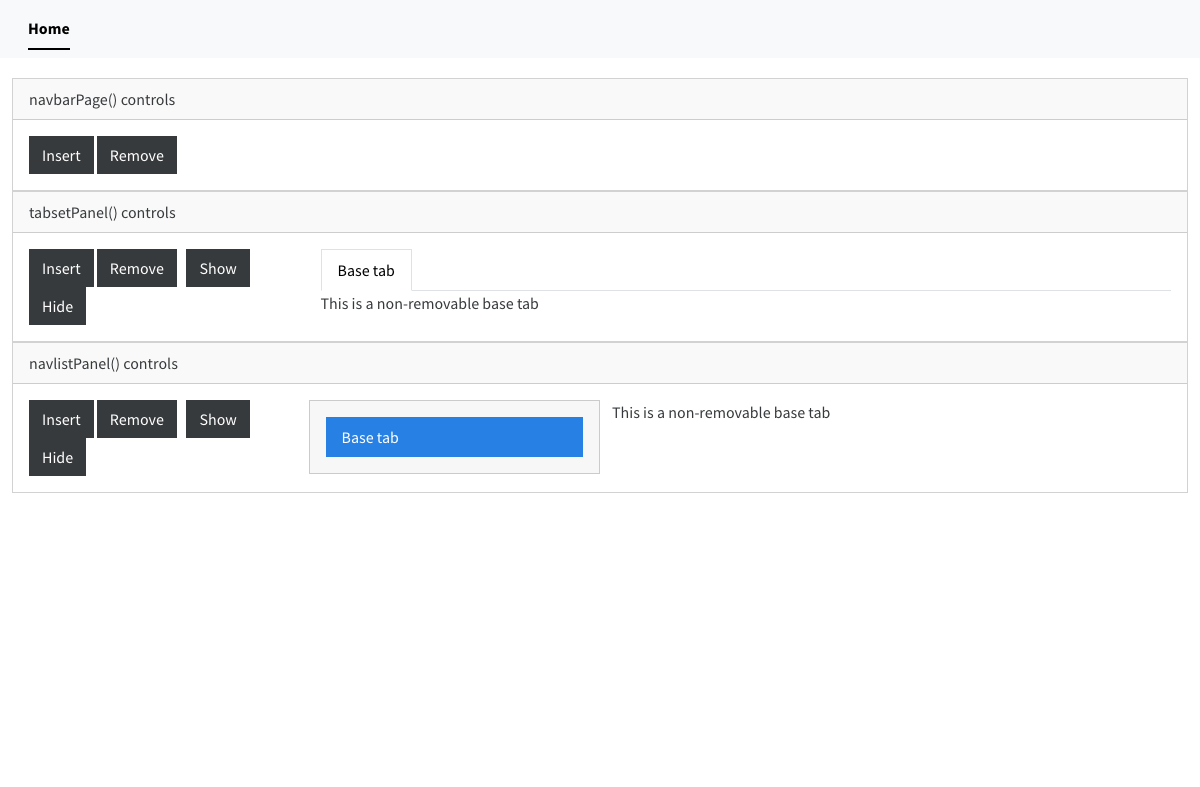 Home
navbarPage() controls
Insert Remove
tabsetPanel() controls
Insert Remove Show
Hide
Base tab
This is a non-removable base tab
navlistPanel() controls
Insert Remove Show
Hide
Base tab
This is a non-removable base tab